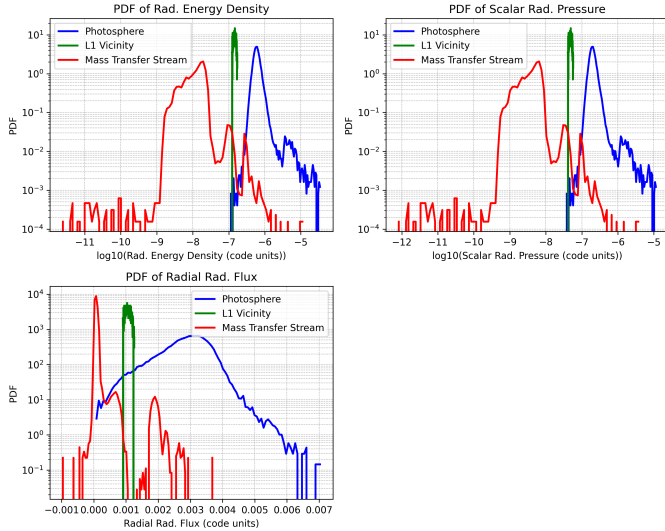 PDF of Rad. Energy Density
PDF
10^1
10^0
10^−1
10^−2
10^−3
10^−4
Photosphere
L1 Vicinity
Mass Transfer Stream
−11
−10
−9
−8
−7
−6
−5
log10(Rad. Energy Density (code units))
PDF of Scalar Rad. Pressure
PDF
10^1
10^0
10^−1
10^−2
10^−3
10^−4
Photosphere
L1 Vicinity
Mass Transfer Stream
−12
−11
−10
−9
−8
−7
−6
−5
log10(Scalar Rad. Pressure (code units))
PDF of Radial Rad. Flux
PDF
10^4
10^3
10^2
10^1
10^0
10^−1
Photosphere
L1 Vicinity
Mass Transfer Stream
−0.001
0.000
0.001
0.002
0.003
0.004
0.005
0.006
0.007
Radial Rad. Flux (code units)